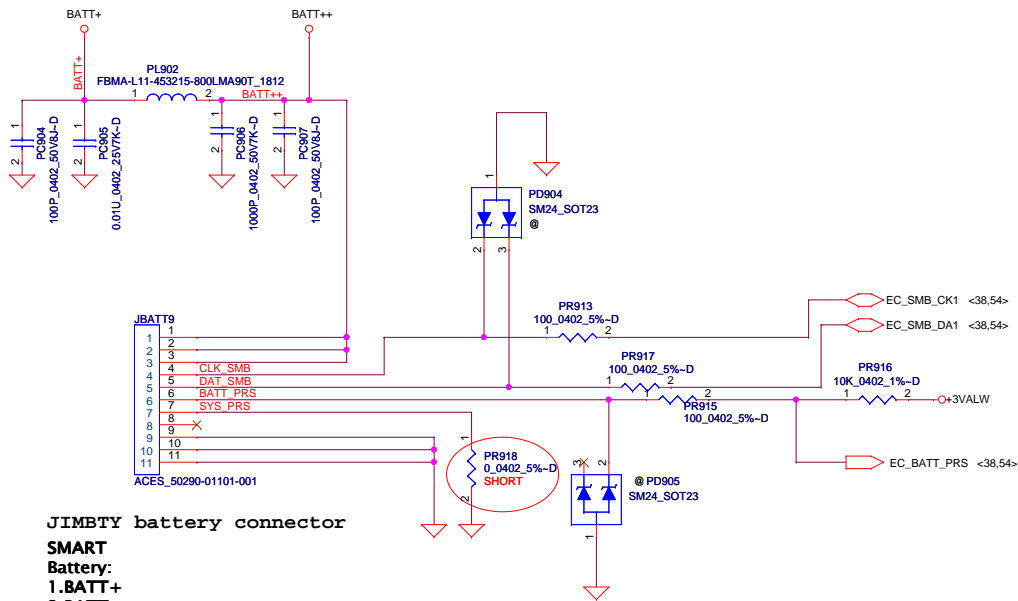 BATT+
BATT++
BATT+
PL902
FBMA-L11-453215-800LMA90T_1812
1
2
BATT++
1
2
PC904
100P_0402_50V8J~D
1
2
PC905
0.01U_0402_25V7K~D
1
2
PC906
1000P_0402_50V7K~D
1
2
PC907
100P_0402_50V8J~D
1
PD904
SM24_SOT23
@
2
3
PR913
100_0402_5%~D
1
2
EC_SMB_CK1 <38,54>
EC_SMB_DA1 <38,54>
PR917
100_0402_5%~D
1
2
PR916
10K_0402_1%~D
1
2
+3VALW
1
2
PR915
100_0402_5%~D
EC_BATT_PRS <38,54>
JBATT9
1 1
2 2
3 3
4 4 CLK_SMB
5 5 DAT_SMB
6 6 BATT_PRS
7 7 SYS_PRS
8 8
9 9
10 10
11 11
ACES_50290-01101-001
1
PR918
0_0402_5%~D
SHORT
2
3
2
@ PD905
SM24_SOT23
1
JIMBTY battery connector
SMART
Battery:
1.BATT+